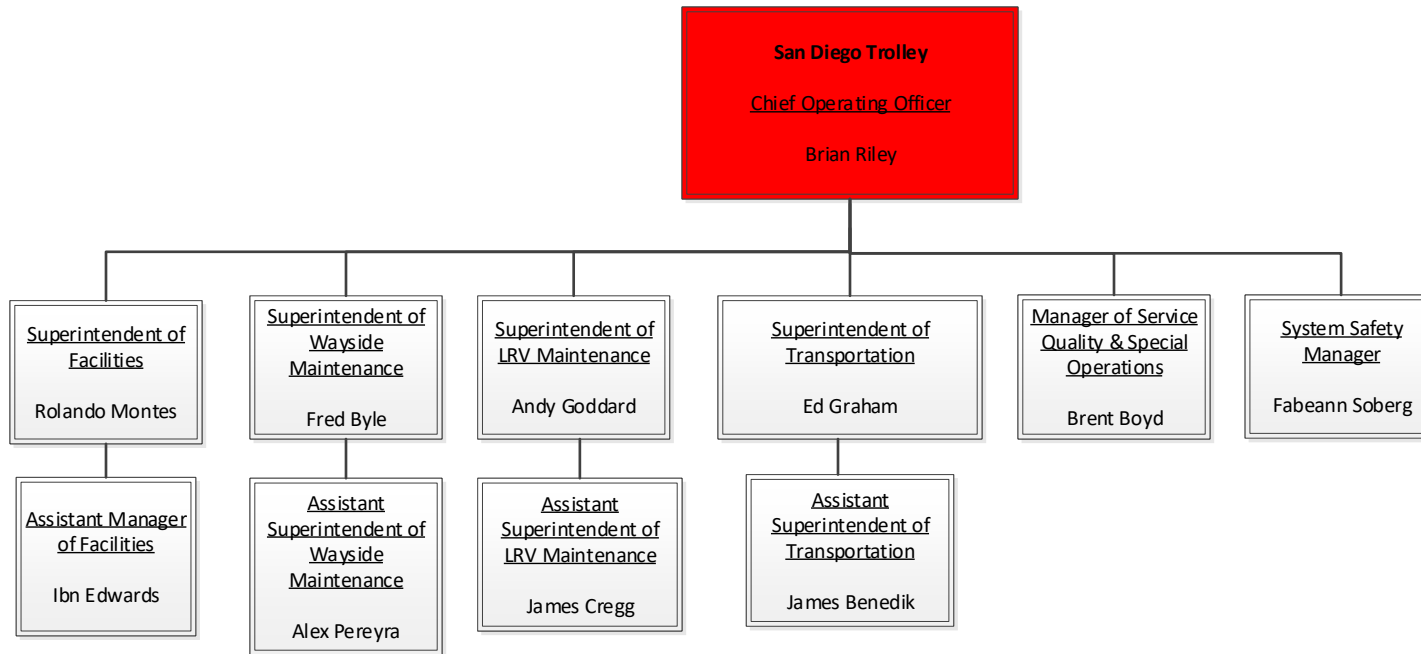 San Diego Trolley
Chief Operating Officer
Brian Riley
Superintendent of
Facilities
Rolando Montes
Superintendent of
Wayside
Maintenance
Fred Byle
Superintendent of
LRV Maintenance
Andy Goddard
Superintendent of
Transportation
Ed Graham
Manager of Service
Quality & Special
Operations
Brent Boyd
System Safety
Manager
Fabeann Soberg
Assistant Manager
of Facilities
Ibn Edwards
Assistant
Superintendent of
Wayside
Maintenance
Alex Pereyra
Assistant
Superintendent of
LRV Maintenance
James Cregg
Assistant
Superintendent of
Transportation
James Benedik